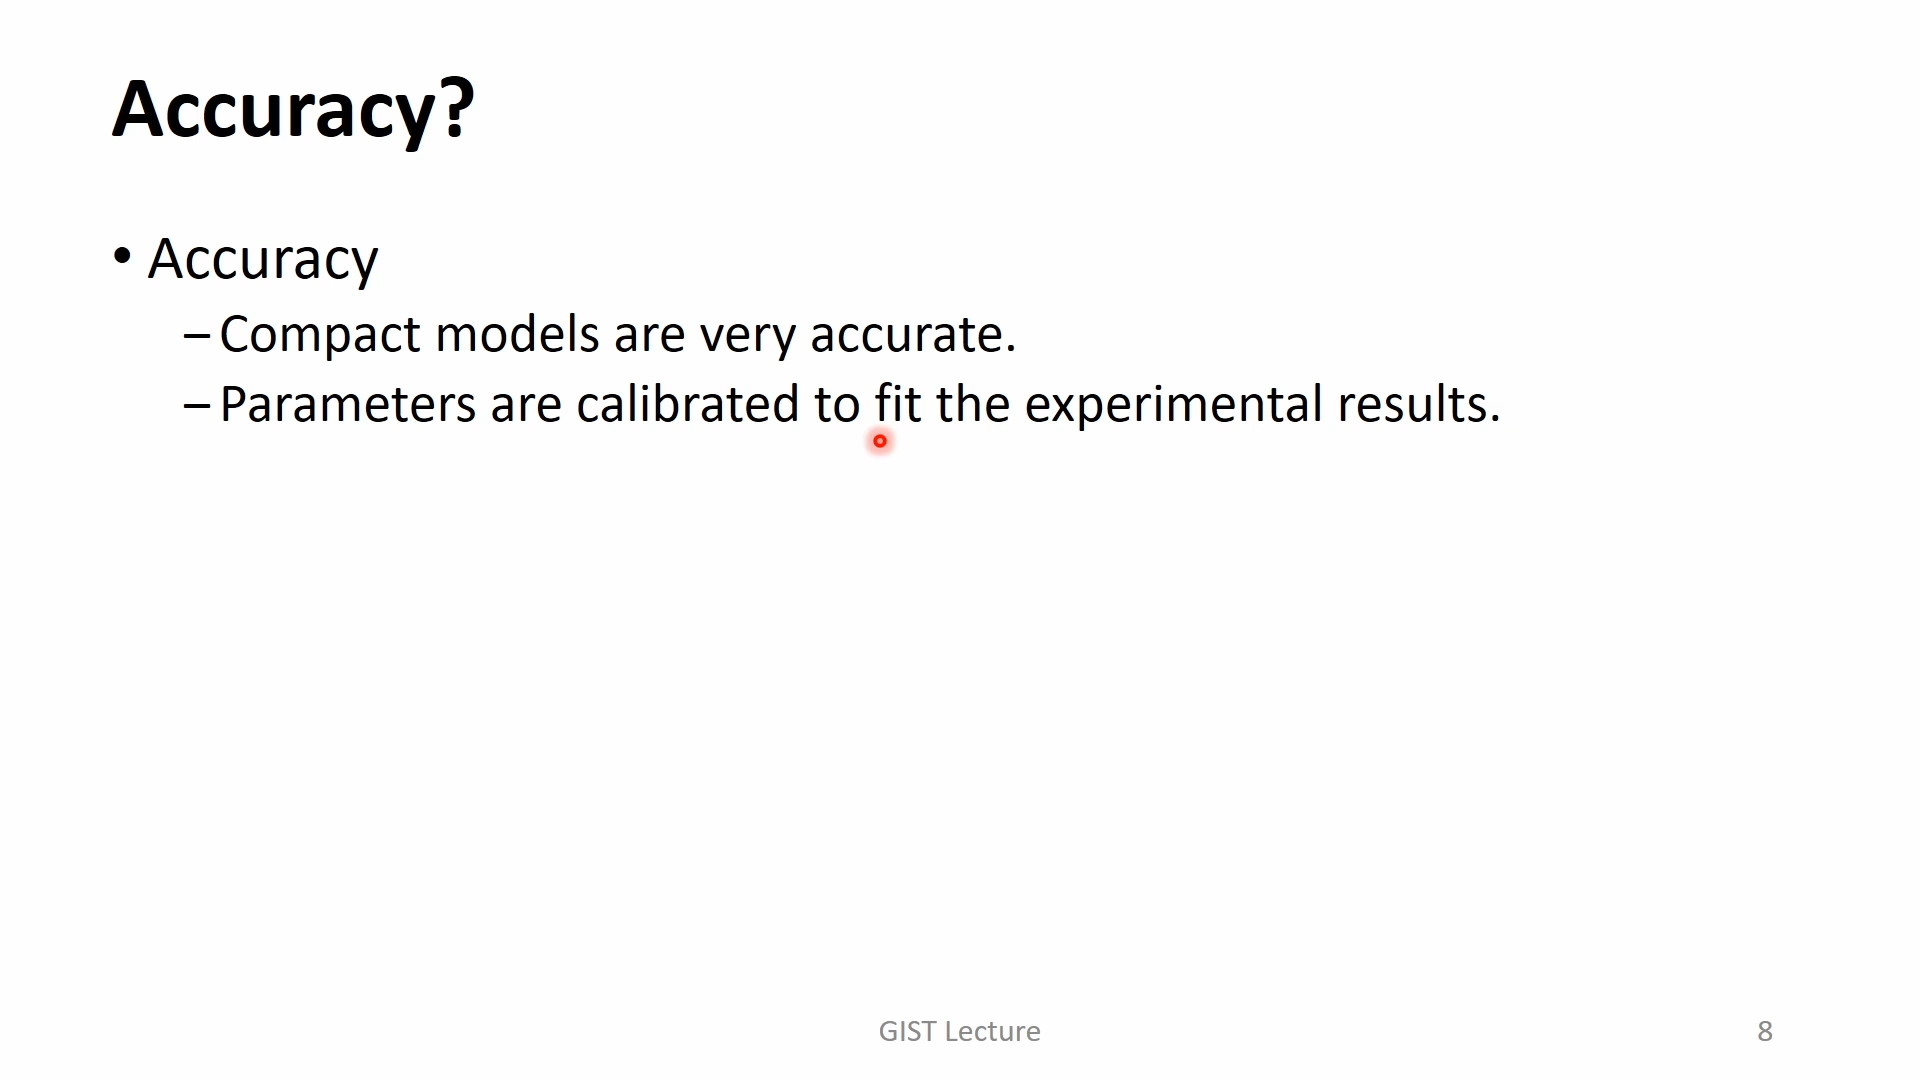 Accuracy?
• Accuracy
– Compact models are very accurate.
– Parameters are calibrated to fit the experimental results.
GIST Lecture
8